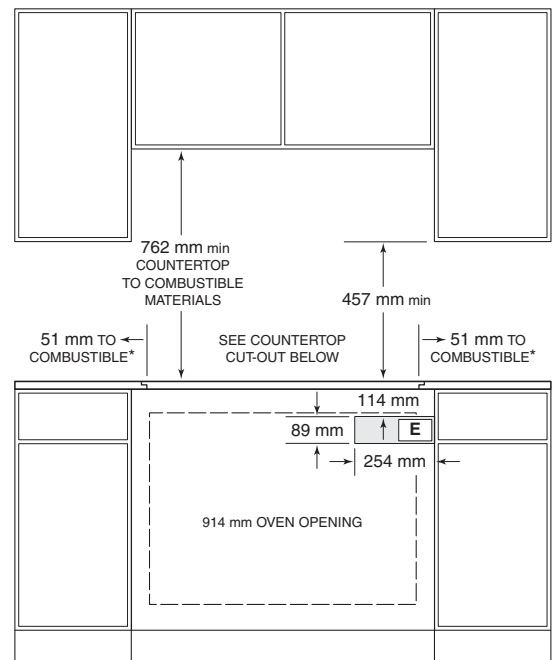 762 mm min
COUNTERTOP
TO COMBUSTIBLE
MATERIALS
457 mm min
51 mm TO
COMBUSTIBLE*
SEE COUNTERTOP
CUT-OUT BELOW
51 mm TO
COMBUSTIBLE*
114 mm
89 mm
E
254 mm
914 mm OVEN OPENING